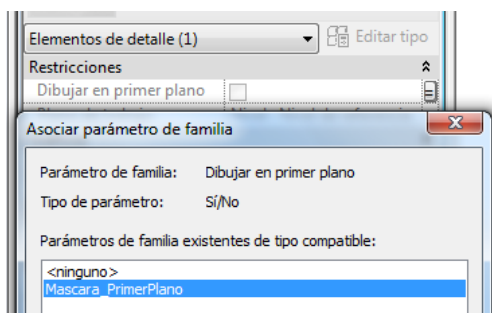 Elementos de detalle (1)
Editar tipo
Restricciones
Dibujar en primer plano
Asociar parámetro de familia
Parámetro de familia: Dibujar en primer plano
Tipo de parámetro: Sí/No
Parámetros de familia existentes de tipo compatible:
<ninguno>
Mascara_PrimerPlano